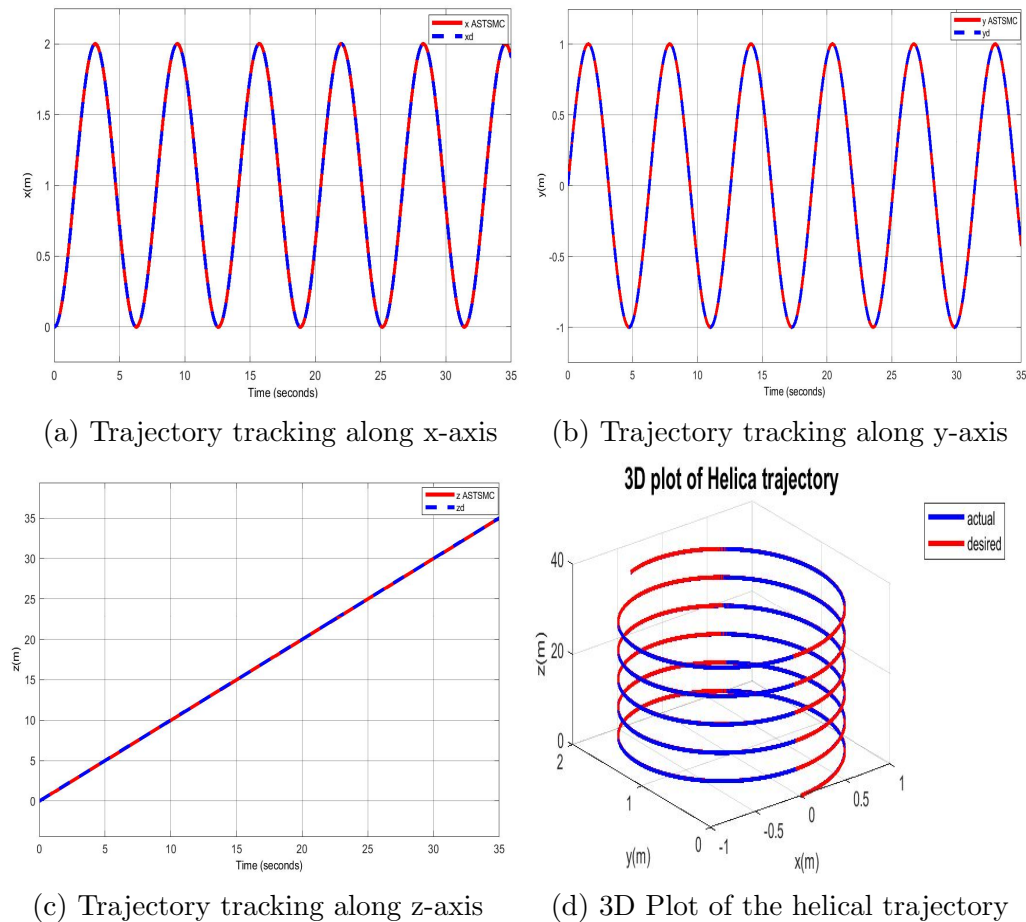 x ASTSMC
xd
2
1.5
1
0.5
0
x(m)
0 5 10 15 20 25 30 35
Time (seconds)
(a) Trajectory tracking along x-axis
y ASTSMC
yd
1
0.5
0
-0.5
-1
y(m)
0 5 10 15 20 25 30 35
Time (seconds)
(b) Trajectory tracking along y-axis
z ASTSMC
zd
35
30
25
20
15
10
5
0
z(m)
0 5 10 15 20 25 30 35
Time (seconds)
(c) Trajectory tracking along z-axis
3D plot of Helica trajectory
actual
desired
40
20
0
z(m)
2
1
0
y(m)
-1 -0.5 0 0.5 1
x(m)
(d) 3D Plot of the helical trajectory